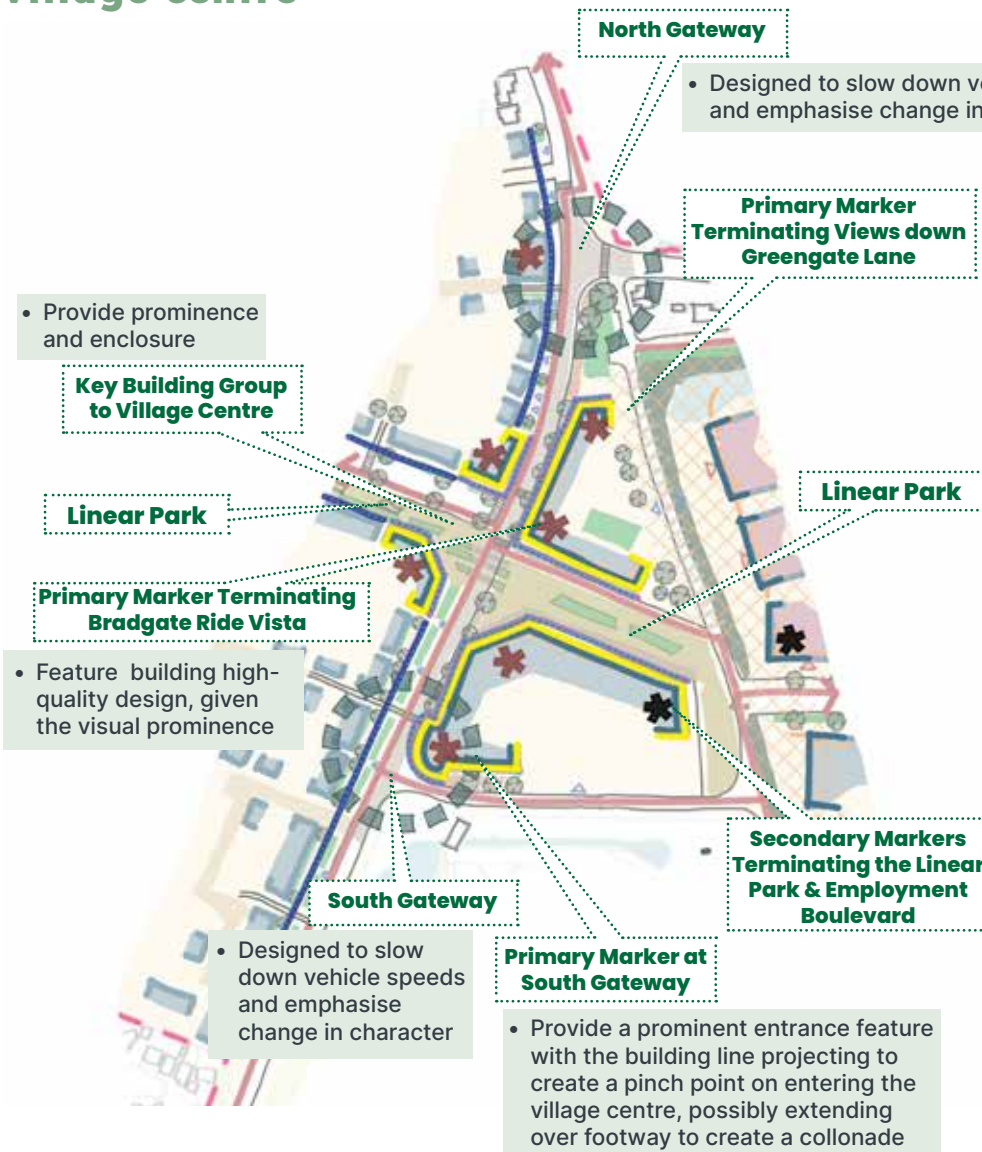 village centre
North Gateway
• Designed to slow down
and emphasise change in
Primary Marker
Terminating Views down
Greengate Lane
• Provide prominence
and enclosure
Key Building Group
to Village Centre
Linear Park
Linear Park
Primary Marker Terminating
Bradgate Ride Vista
• Feature building high-
quality design, given
the visual prominence
Secondary Markers
Terminating the Linear
Park & Employment
Boulevard
South Gateway
• Designed to slow
down vehicle speeds
and emphasise
change in character
Primary Marker at
South Gateway
• Provide a prominent entrance feature
with the building line projecting to
create a pinch point on entering the
village centre, possibly extending
over footway to create a collonade